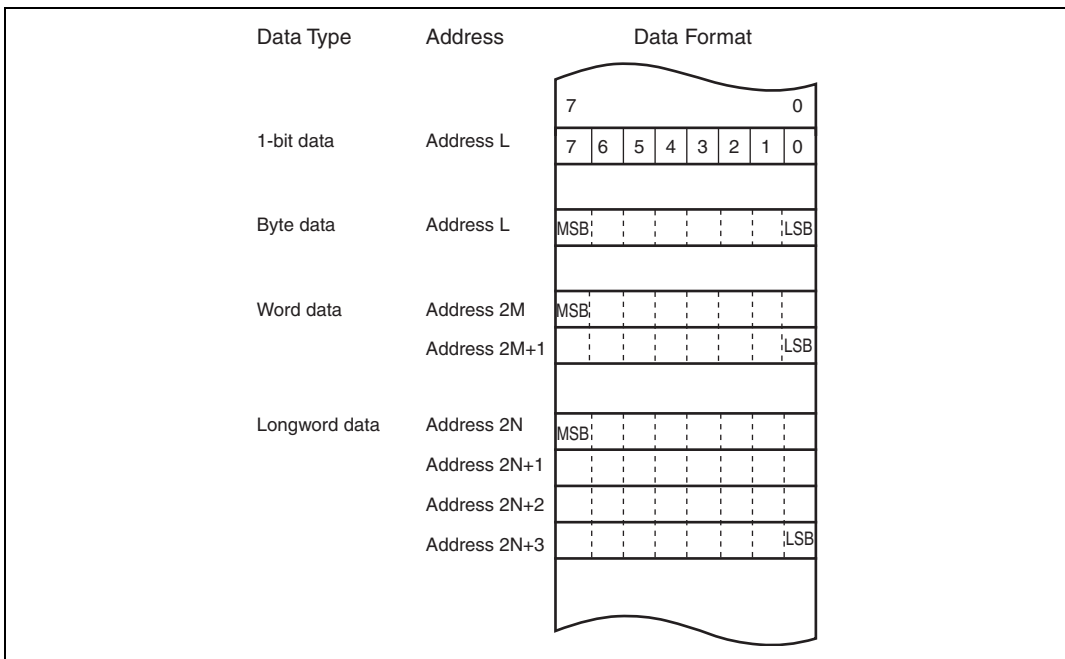 Data Type Address Data Format
7 0
1-bit data Address L 7 6 5 4 3 2 1 0
Byte data Address L MSB LSB
Word data Address 2M MSB
Address 2M+1 LSB
Longword data Address 2N MSB
Address 2N+1
Address 2N+2
Address 2N+3 LSB